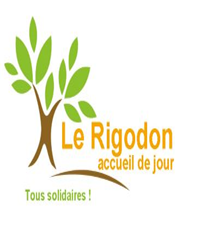 Le Rigodon
accueil de jour
Tous solidaires !